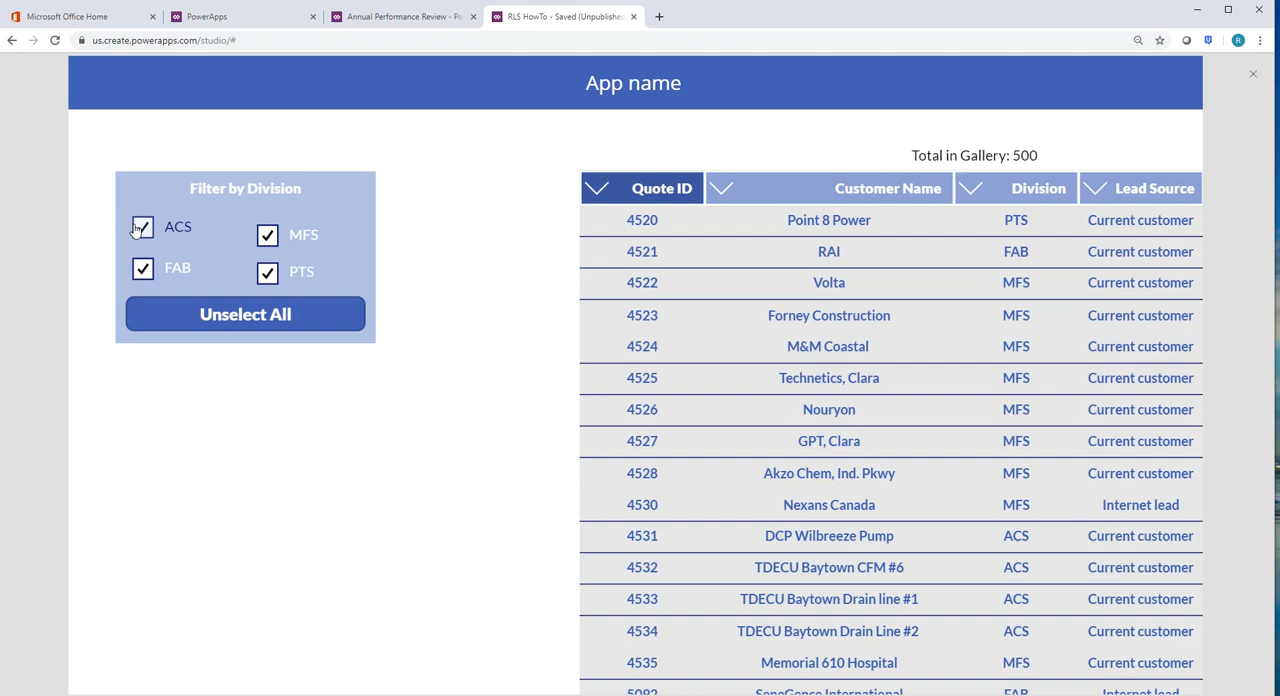 Microsoft Office Home
PowerApps
Annual Performance Review - Po
RLS HowTo - Saved (Unpublished
us.create.powerapps.com/studio/#
R
App name
Total in Gallery: 500
Filter by Division
ACS
MFS
FAB
PTS
Unselect All
Quote ID Customer Name Division Lead Source
4520 Point 8 Power PTS Current customer
4521 RAI FAB Current customer
4522 Volta MFS Current customer
4523 Forney Construction MFS Current customer
4524 M&M Coastal MFS Current customer
4525 Technetics, Clara MFS Current customer
4526 Nouryon MFS Current customer
4527 GPT, Clara MFS Current customer
4528 Akzo Chem, Ind. Pkwy MFS Current customer
4530 Nexans Canada MFS Internet lead
4531 DCP Wilbreeze Pump ACS Current customer
4532 TDECU Baytown CFM #6 ACS Current customer
4533 TDECU Baytown Drain line #1 ACS Current customer
4534 TDECU Baytown Drain Line #2 ACS Current customer
4535 Memorial 610 Hospital MFS Current customer
5092 SeneGence International FAB Internet lead